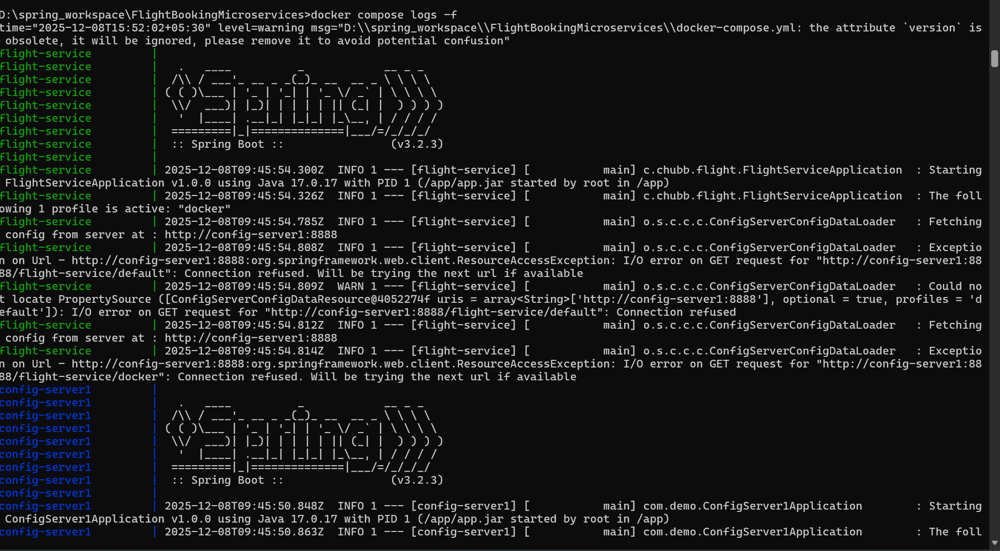 D:\spring_workspace\FlightBookingMicroservices>docker compose logs -f
time="2025-12-08T15:52:02+05:30" level=warning msg="D:\\spring_workspace\\FlightBookingMicroservices\\docker-compose.yml: the attribute `version` is
 obsolete, it will be ignored, please remove it to avoid potential confusion"
flight-service         |
flight-service         |   .   ____          _            __ _ _
flight-service         |  /\\ / ___'_ __ _ _(_)_ __  __ _ \ \ \ \
flight-service         | ( ( )\___ | '_ | '_| | '_ \/ _` | \ \ \ \
flight-service         |  \\/  ___)| |_)| | | | | || (_| |  ) ) ) )
flight-service         |   '  |____| .__|_| |_|_| |_\__, | / / / /
flight-service         |  =========|_|==============|___/=/_/_/_/
flight-service         |  :: Spring Boot ::                (v3.2.3)
flight-service         |
flight-service         | 2025-12-08T09:45:54.300Z  INFO 1 --- [flight-service] [           main] c.chubb.flight.FlightServiceApplication  : Starting
 FlightServiceApplication v1.0.0 using Java 17.0.17 with PID 1 (/app/app.jar started by root in /app)
flight-service         | 2025-12-08T09:45:54.326Z  INFO 1 --- [flight-service] [           main] c.chubb.flight.FlightServiceApplication  : The foll
owing 1 profile is active: "docker"
flight-service         | 2025-12-08T09:45:54.785Z  INFO 1 --- [flight-service] [           main] o.s.c.c.c.ConfigServerConfigDataLoader   : Fetching
 config from server at : http://config-server1:8888
flight-service         | 2025-12-08T09:45:54.808Z  INFO 1 --- [flight-service] [           main] o.s.c.c.c.ConfigServerConfigDataLoader   : Exceptio
n on Url - http://config-server1:8888:org.springframework.web.client.ResourceAccessException: I/O error on GET request for "http://config-server1:88
88/flight-service/default": Connection refused. Will be trying the next url if available
flight-service         | 2025-12-08T09:45:54.809Z  WARN 1 --- [flight-service] [           main] o.s.c.c.c.ConfigServerConfigDataLoader   : Could no
t locate PropertySource ([ConfigServerConfigDataResource@4052274f uris = array<String>['http://config-server1:8888'], optional = true, profiles = 'd
efault']): I/O error on GET request for "http://config-server1:8888/flight-service/default": Connection refused
flight-service         | 2025-12-08T09:45:54.812Z  INFO 1 --- [flight-service] [           main] o.s.c.c.c.ConfigServerConfigDataLoader   : Fetching
 config from server at : http://config-server1:8888
flight-service         | 2025-12-08T09:45:54.814Z  INFO 1 --- [flight-service] [           main] o.s.c.c.c.ConfigServerConfigDataLoader   : Exceptio
n on Url - http://config-server1:8888:org.springframework.web.client.ResourceAccessException: I/O error on GET request for "http://config-server1:88
88/flight-service/docker": Connection refused. Will be trying the next url if available
config-server1         |
config-server1         |   .   ____          _            __ _ _
config-server1         |  /\\ / ___'_ __ _ _(_)_ __  __ _ \ \ \ \
config-server1         | ( ( )\___ | '_ | '_| | '_ \/ _` | \ \ \ \
config-server1         |  \\/  ___)| |_)| | | | | || (_| |  ) ) ) )
config-server1         |   '  |____| .__|_| |_|_| |_\__, | / / / /
config-server1         |  =========|_|==============|___/=/_/_/_/
config-server1         |  :: Spring Boot ::                (v3.2.3)
config-server1         |
config-server1         | 2025-12-08T09:45:50.848Z  INFO 1 --- [config-server1] [           main] com.demo.ConfigServer1Application        : Starting
 ConfigServer1Application v1.0.0 using Java 17.0.17 with PID 1 (/app/app.jar started by root in /app)
config-server1         | 2025-12-08T09:45:50.863Z  INFO 1 --- [config-server1] [           main] com.demo.ConfigServer1Application        : The foll